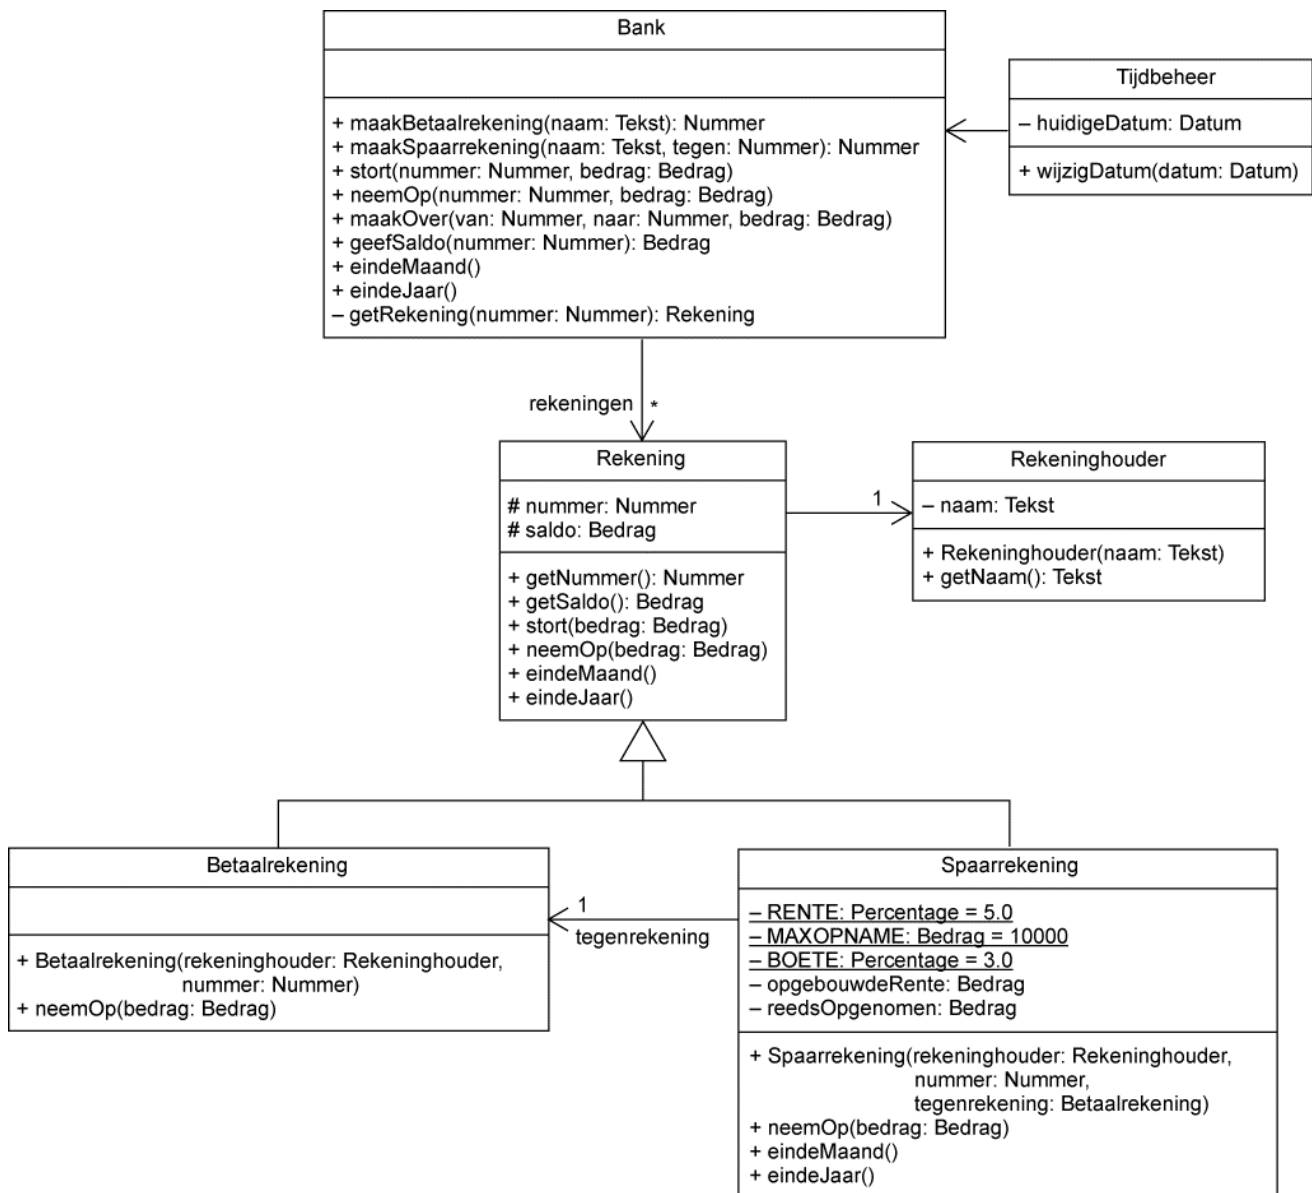 Bank
+ maakBetaalrekening(naam: Tekst): Nummer
+ maakSpaarrekening(naam: Tekst, tegen: Nummer): Nummer
+ stort(nummer: Nummer, bedrag: Bedrag)
+ neemOp(nummer: Nummer, bedrag: Bedrag)
+ maakOver(van: Nummer, naar: Nummer, bedrag: Bedrag)
+ geefSaldo(nummer: Nummer): Bedrag
+ eindeMaand()
+ eindeJaar()
– getRekening(nummer: Nummer): Rekening
Tijdbeheer
– huidigeDatum: Datum
+ wijzigDatum(datum: Datum)
rekeningen *
Rekening
# nummer: Nummer
# saldo: Bedrag
+ getNummer(): Nummer
+ getSaldo(): Bedrag
+ stort(bedrag: Bedrag)
+ neemOp(bedrag: Bedrag)
+ eindeMaand()
+ eindeJaar()
1
Rekeninghouder
– naam: Tekst
+ Rekeninghouder(naam: Tekst)
+ getNaam(): Tekst
Betaalrekening
+ Betaalrekening(rekeninghouder: Rekeninghouder,
nummer: Nummer)
+ neemOp(bedrag: Bedrag)
1
tegenrekening
Spaarrekening
– RENTE: Percentage = 5.0
– MAXOPNAME: Bedrag = 10000
– BOETE: Percentage = 3.0
– opgebouwdeRente: Bedrag
– reedsOpgenomen: Bedrag
+ Spaarrekening(rekeninghouder: Rekeninghouder,
nummer: Nummer,
tegenrekening: Betaalrekening)
+ neemOp(bedrag: Bedrag)
+ eindeMaand()
+ eindeJaar()